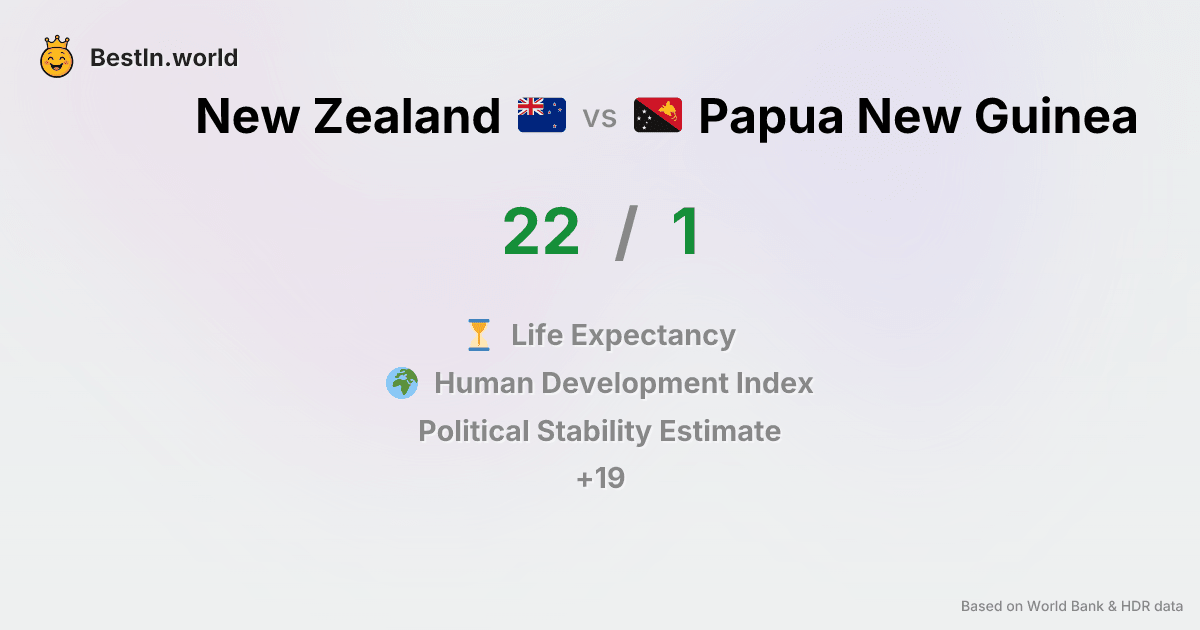 BestIn.world
New Zealand vs Papua New Guinea
22 / 1
Life Expectancy
Human Development Index
Political Stability Estimate
+19
Based on World Bank & HDR data